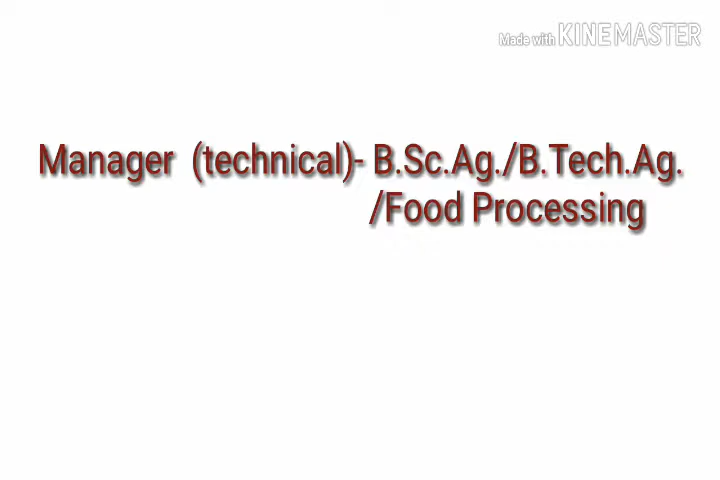 Made with KINEMASTER
Manager (technical)- B.Sc.Ag./B.Tech.Ag.
/Food Processing